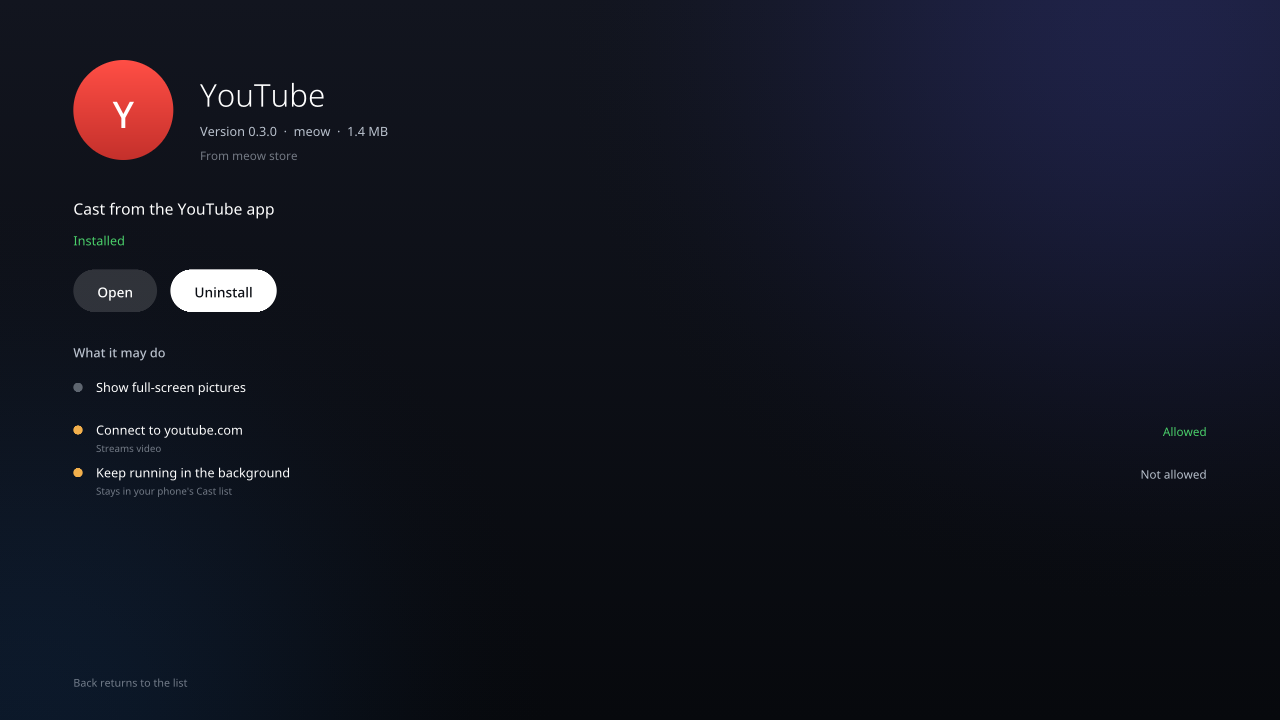 Y
YouTube
Version 0.3.0 · meow · 1.4 MB
From meow store
Cast from the YouTube app
Installed
Open
Uninstall
What it may do
Show full-screen pictures
Connect to youtube.com
Allowed
Streams video
Keep running in the background
Not allowed
Stays in your phone's Cast list
Back returns to the list